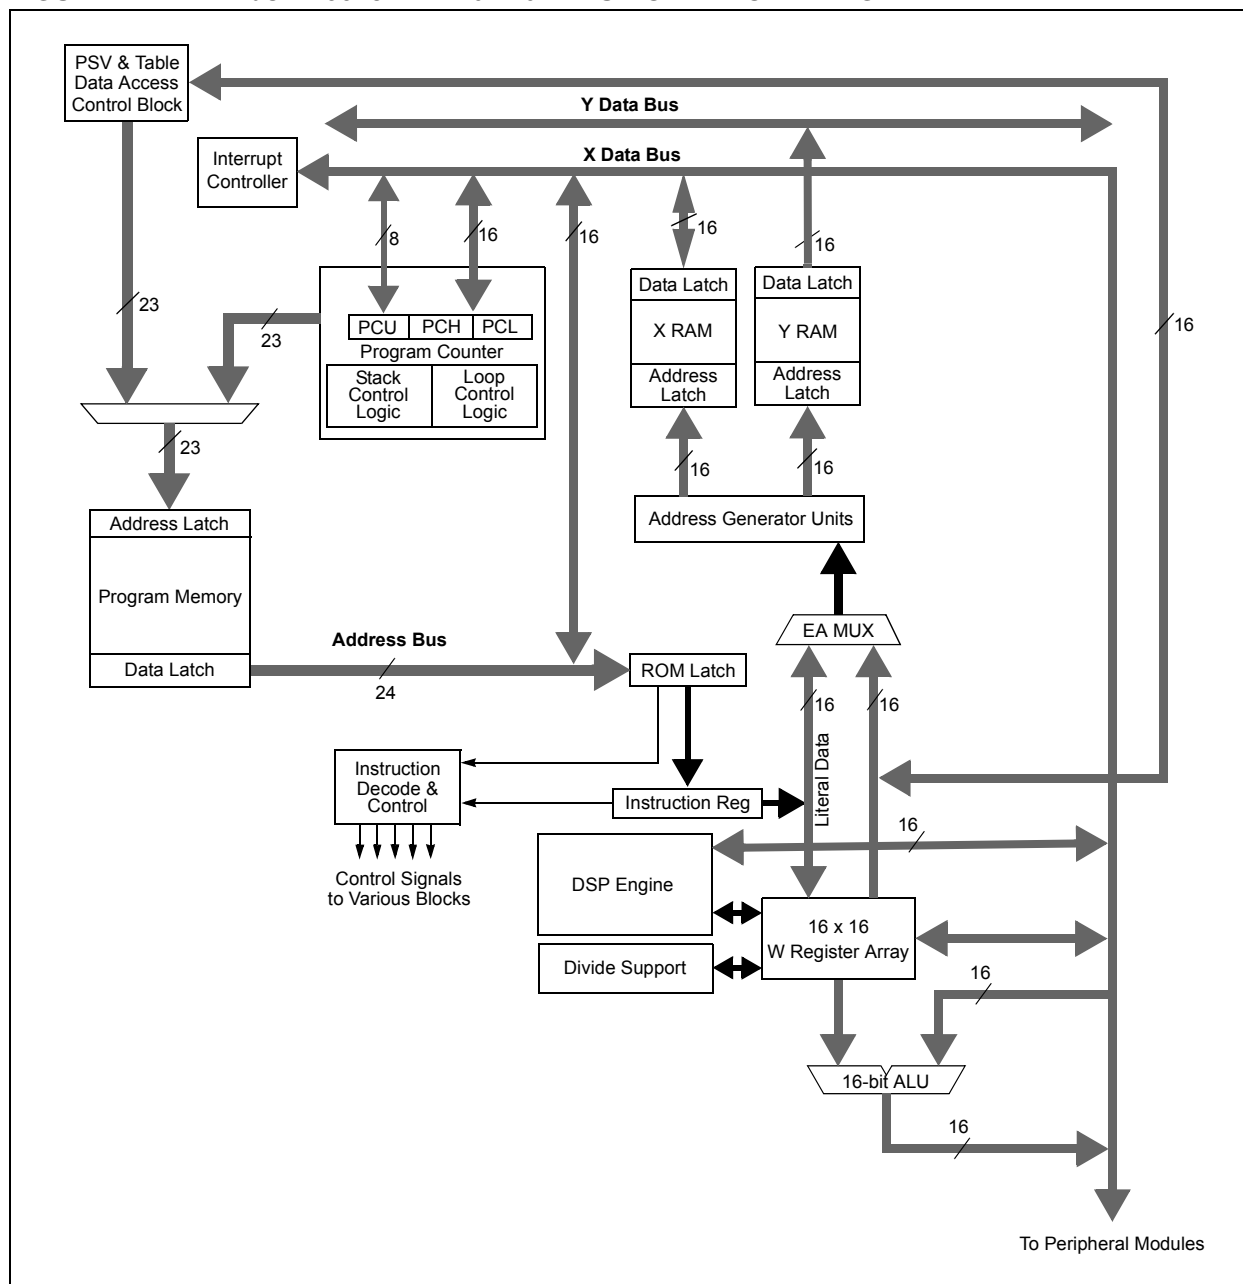 PSV & Table
Data Access
Control Block
Y Data Bus
Interrupt
Controller
X Data Bus
8
16
16
16
16
23
23
16
Data Latch
X RAM
Address
Latch
Data Latch
Y RAM
Address
Latch
PCU
PCH
PCL
Program Counter
Stack
Control
Logic
Loop
Control
Logic
23
16
16
Address Latch
Program Memory
Data Latch
Address Generator Units
EA MUX
Address Bus
24
ROM Latch
16
16
Literal Data
Instruction
Decode &
Control
Instruction Reg
Control Signals
to Various Blocks
16
DSP Engine
16 x 16
W Register Array
Divide Support
16
16-bit ALU
16
To Peripheral Modules